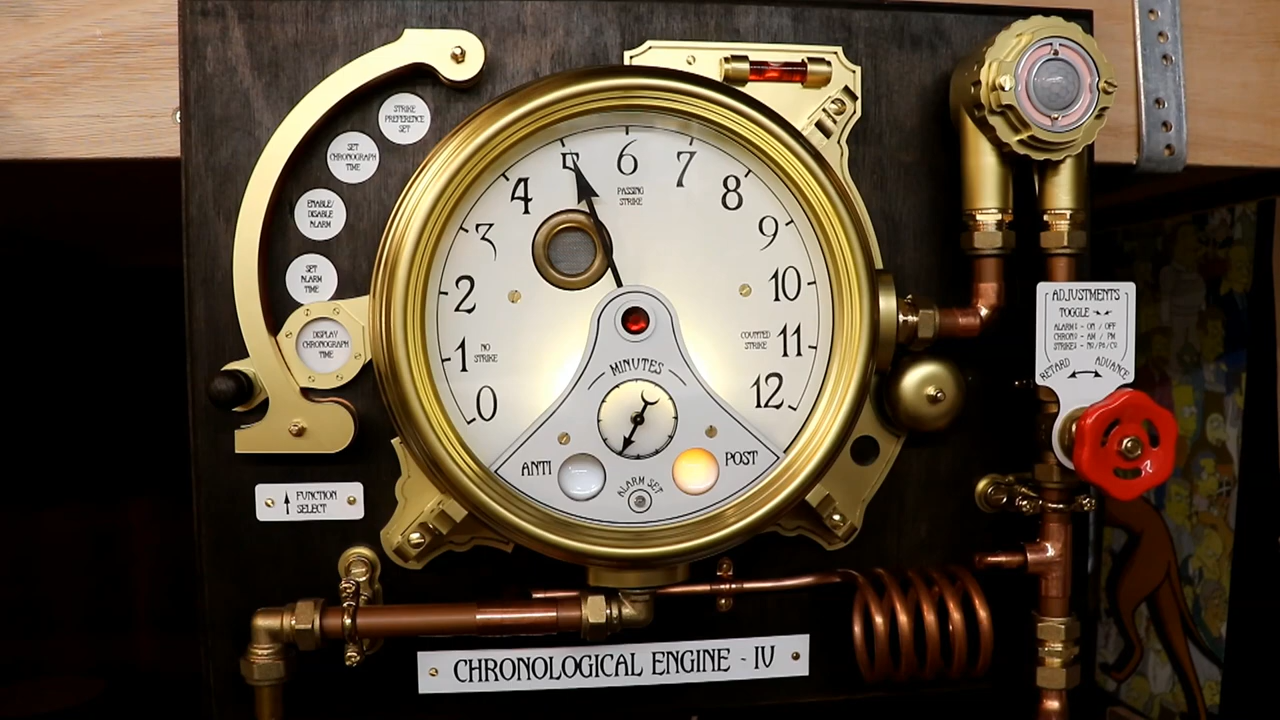 STRIKE
PREFERENCE
SET
SET
CHRONOGRAPH
TIME
ENABLE/
DISABLE
ALARM
SET
ALARM
TIME
DISPLAY
CHRONOGRAPH
TIME
FUNCTION
SELECT
0
1
2
3
4
5
6
7
8
9
10
11
12
NO
STRIKE
PASSING
STRIKE
COUNTED
STRIKE
MINUTES
ANTI
POST
ALARM SET
ADJUSTMENTS
TOGGLE
ALARM: - ON / OFF
CHRON: - AM / PM
STRIKE: - NO/PS/CO
RETARD ADVANCE
CHRONOLOGICAL ENGINE - IV